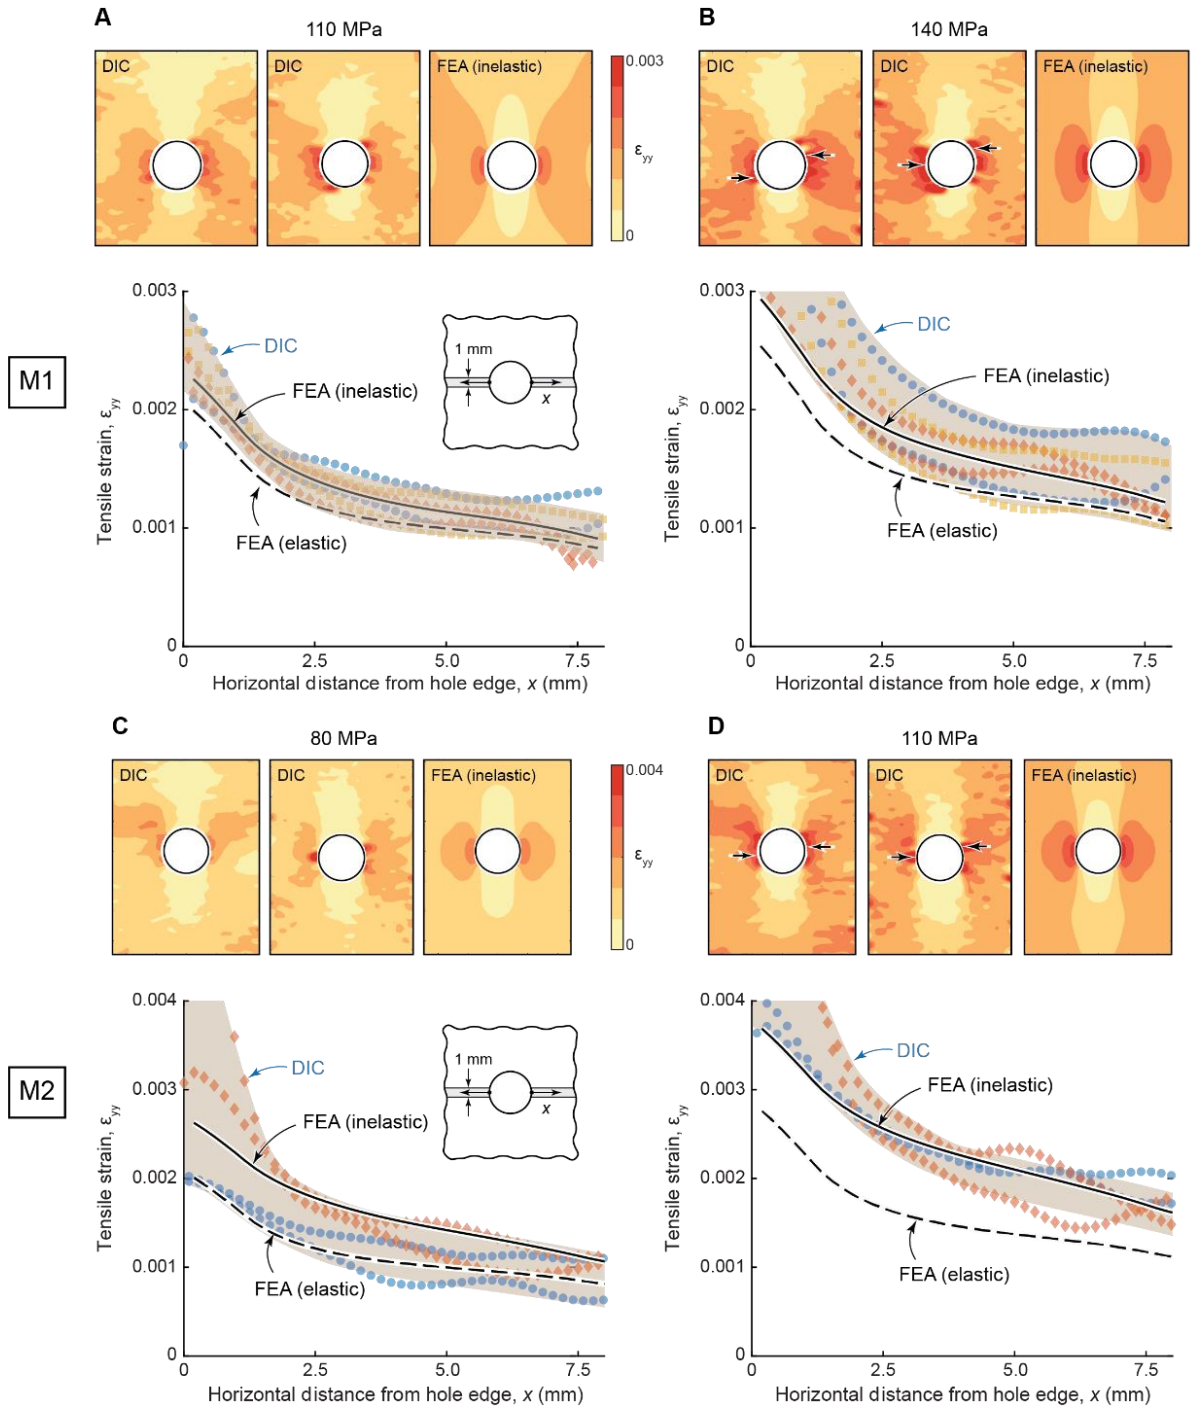 A
110 MPa
DIC
DIC
FEA (inelastic)
0.003
εyy
0
B
140 MPa
DIC
DIC
FEA (inelastic)
M1
0.003
0.002
0.001
0
Tensile strain, εyy
DIC
FEA (inelastic)
FEA (elastic)
1 mm
x
0
2.5
5.0
7.5
Horizontal distance from hole edge, x (mm)
0.003
0.002
0.001
0
Tensile strain, εyy
DIC
FEA (inelastic)
FEA (elastic)
0
2.5
5.0
7.5
Horizontal distance from hole edge, x (mm)
C
80 MPa
DIC
DIC
FEA (inelastic)
0.004
εyy
0
D
110 MPa
DIC
DIC
FEA (inelastic)
M2
0.004
0.003
0.002
0.001
0
Tensile strain, εyy
DIC
FEA (inelastic)
FEA (elastic)
1 mm
x
0
2.5
5.0
7.5
Horizontal distance from hole edge, x (mm)
0.004
0.003
0.002
0.001
0
Tensile strain, εyy
DIC
FEA (inelastic)
FEA (elastic)
0
2.5
5.0
7.5
Horizontal distance from hole edge, x (mm)